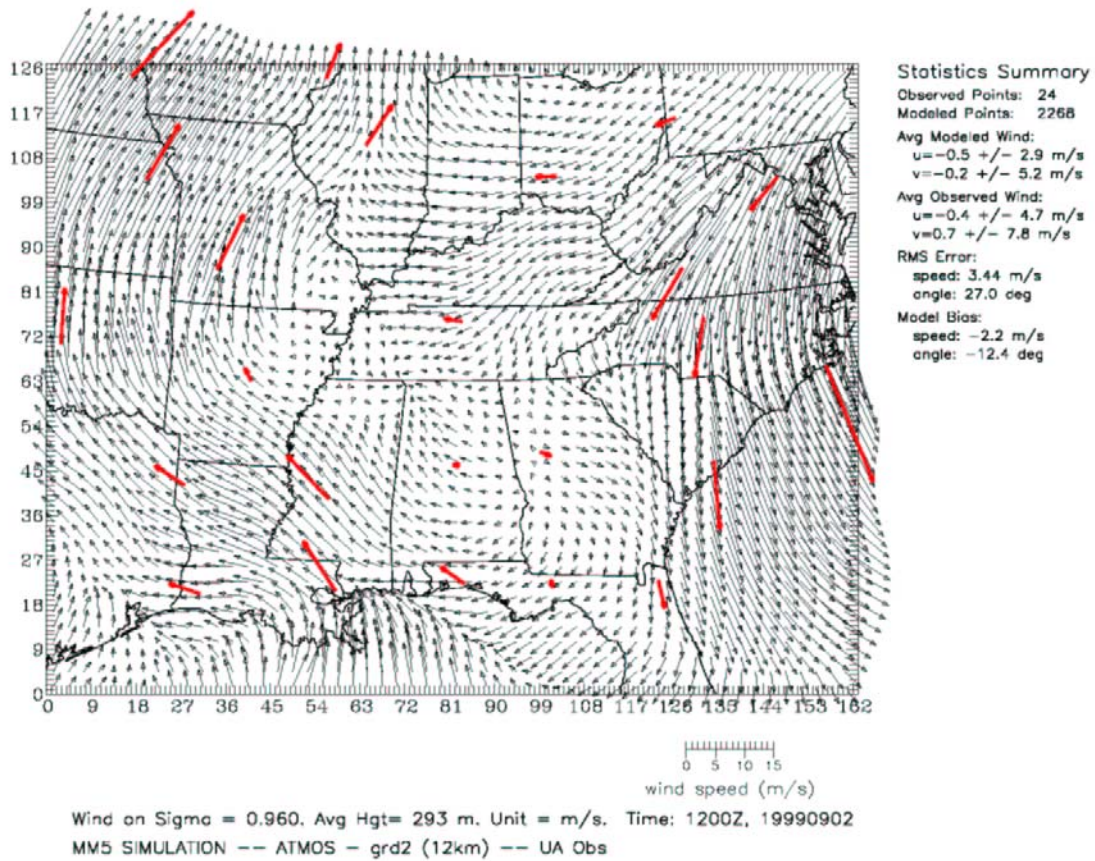 126
117
108
99
90
81
72
63
54
45
36
27
18
9
0
0 9 18 27 36 45 54 63 72 81 90 99 108 117 126 135 144 153 162
Statistics Summary
Observed Points: 24
Modeled Points: 2268
Avg Modeled Wind:
u=-0.5 +/- 2.9 m/s
v=-0.2 +/- 5.2 m/s
Avg Observed Wind:
u=-0.4 +/- 4.7 m/s
v=0.7 +/- 7.8 m/s
RMS Error:
speed: 3.44 m/s
angle: 27.0 deg
Model Bias:
speed: -2.2 m/s
angle: -12.4 deg
0 5 10 15
wind speed (m/s)
Wind on Sigma = 0.960. Avg Hgt= 293 m. Unit = m/s. Time: 1200Z, 19990902
MM5 SIMULATION -- ATMOS - grd2 (12km) -- UA Obs